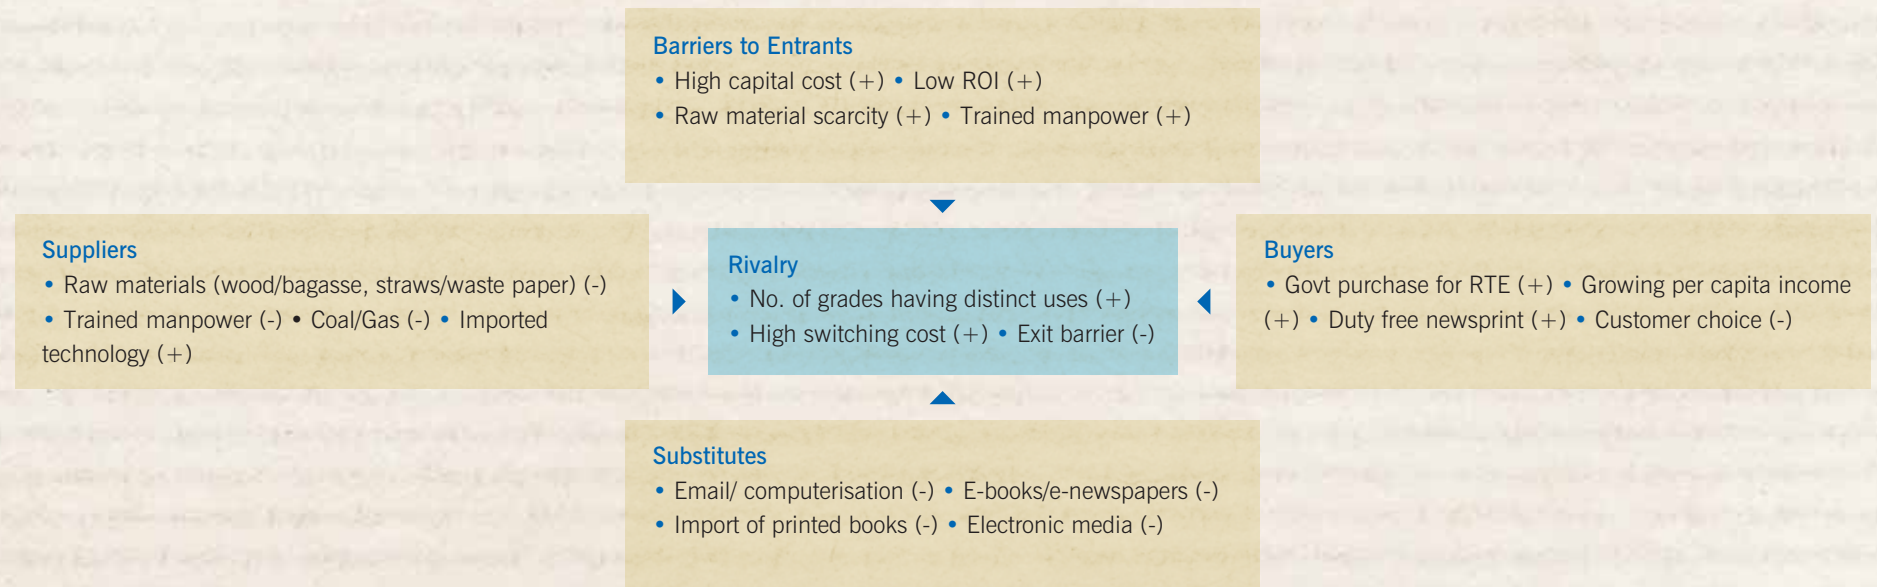 Barriers to Entrants
• High capital cost (+) • Low ROI (+)
• Raw material scarcity (+) • Trained manpower (+)
Suppliers
• Raw materials (wood/bagasse, straws/waste paper) (-)
• Trained manpower (-) • Coal/Gas (-) • Imported
technology (+)
Rivalry
• No. of grades having distinct uses (+)
• High switching cost (+) • Exit barrier (-)
Buyers
• Govt purchase for RTE (+) • Growing per capita income
(+) • Duty free newsprint (+) • Customer choice (-)
Substitutes
• Email/ computerisation (-) • E-books/e-newspapers (-)
• Import of printed books (-) • Electronic media (-)